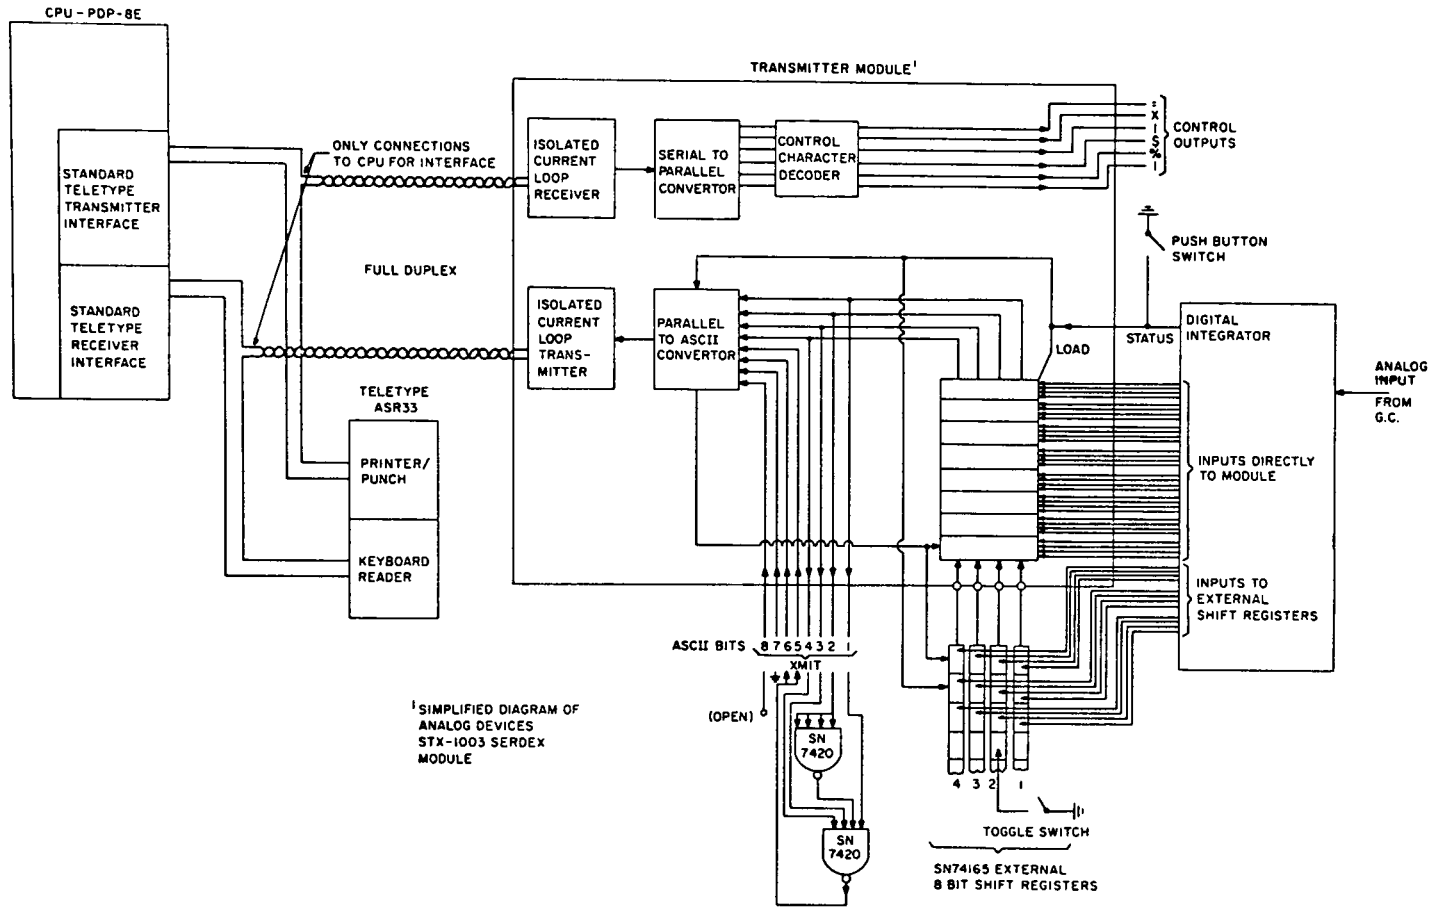 CPU-PDP-8E
TRANSMITTER MODULE¹
ONLY CONNECTIONS
TO CPU FOR INTERFACE
STANDARD
TELETYPE
TRANSMITTER
INTERFACE
ISOLATED
CURRENT
LOOP
RECEIVER
SERIAL TO
PARALLEL
CONVERTOR
CONTROL
CHARACTER
DECODER
=
X
!
$
%
!
CONTROL
OUTPUTS
PUSH BUTTON
SWITCH
FULL DUPLEX
STANDARD
TELETYPE
RECEIVER
INTERFACE
ISOLATED
CURRENT
LOOP
TRANS-
MITTER
PARALLEL
TO ASCII
CONVERTOR
LOAD
STATUS
DIGITAL
INTEGRATOR
ANALOG
INPUT
FROM
G.C.
TELETYPE
ASR33
PRINTER/
PUNCH
KEYBOARD
READER
INPUTS DIRECTLY
TO MODULE
INPUTS TO
EXTERNAL
SHIFT REGISTERS
ASCII BITS 8 7 6 5 4 3 2 1
XMIT
(OPEN)
SN
7420
SN
7420
4 3 2 1
TOGGLE SWITCH
SN74165 EXTERNAL
8 BIT SHIFT REGISTERS
¹SIMPLIFIED DIAGRAM OF
ANALOG DEVICES
STX-1003 SERDEX
MODULE